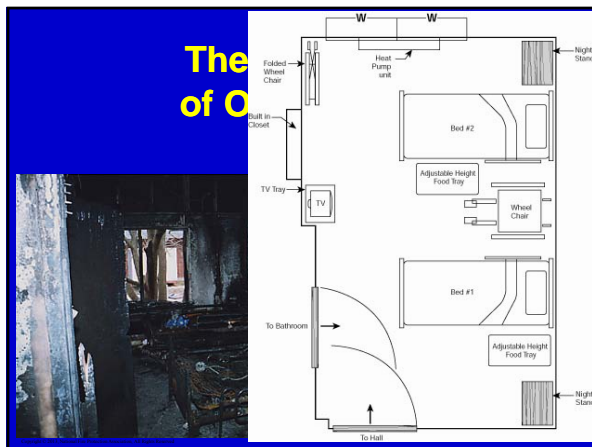 The
of O
W W
Folded
Wheel
Chair
Heat
Pump
unit
Night
Stand
Built in
Closet
Bed #2
Adjustable Height
Food Tray
TV Tray
TV
Wheel
Chair
Bed #1
To Bathroom
Adjustable Height
Food Tray
Night
Stand
To Hall